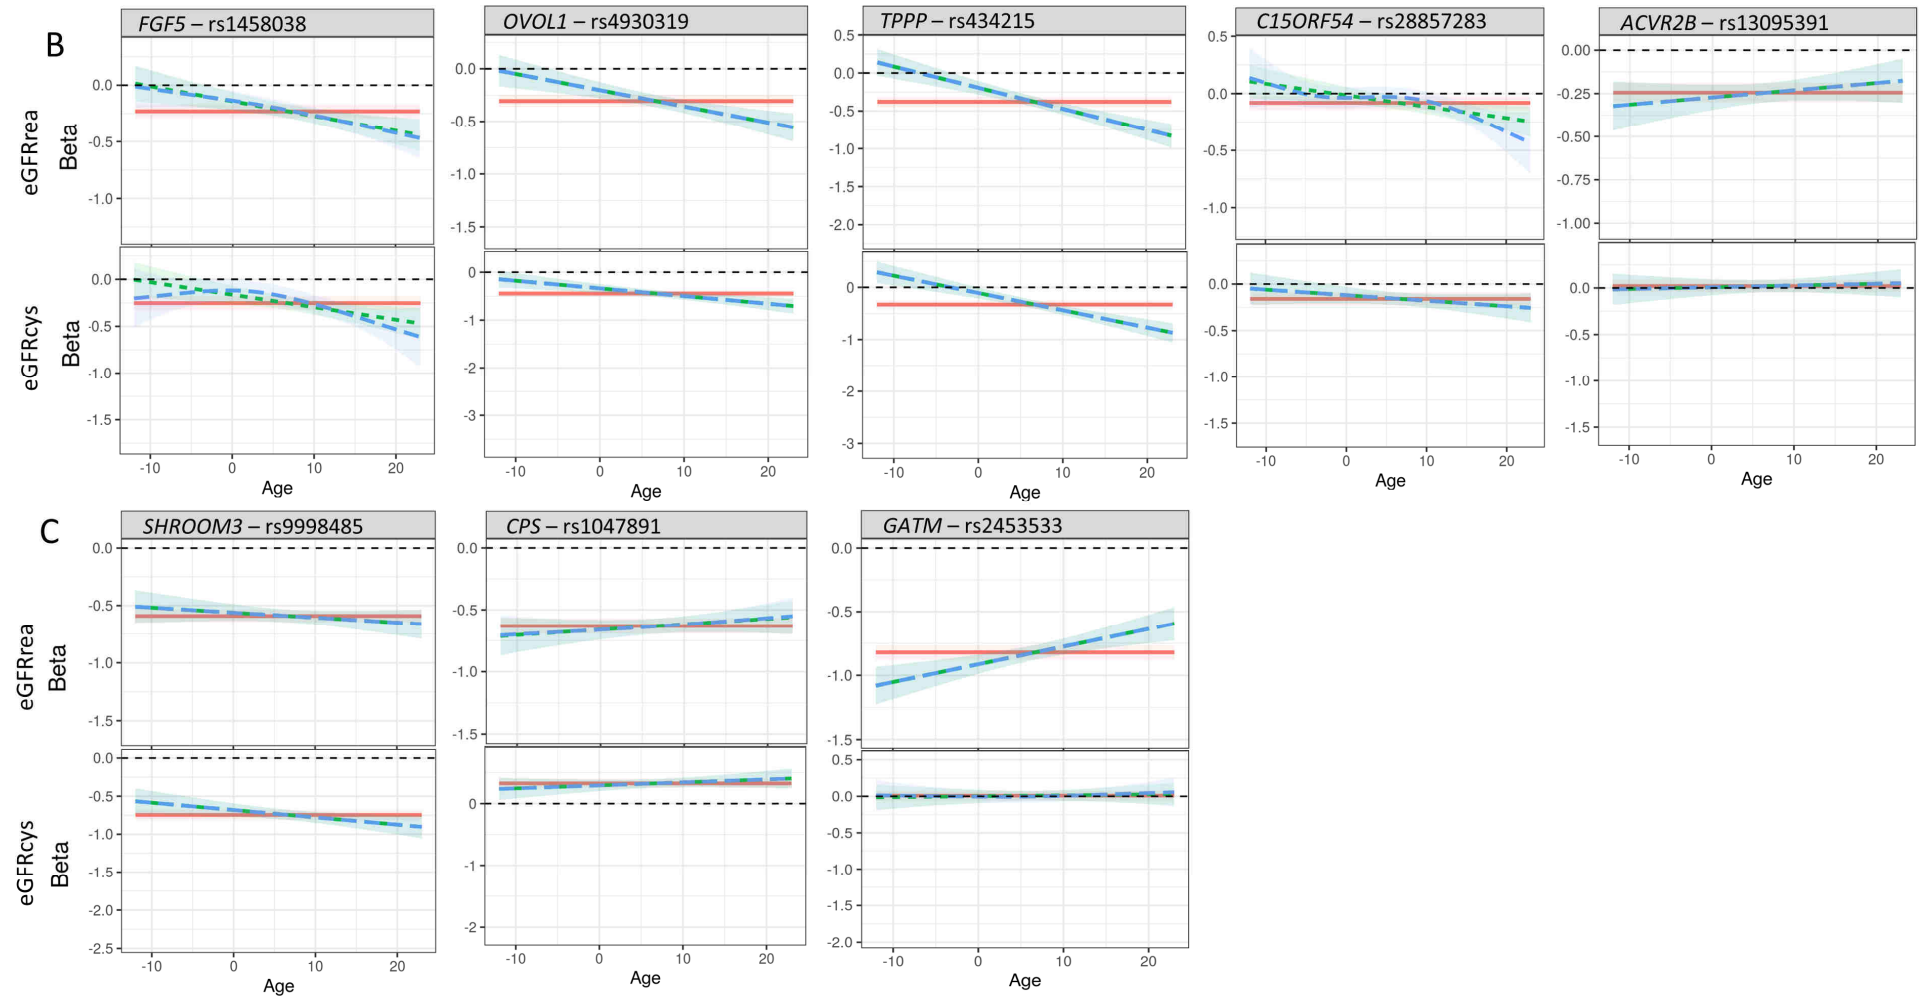 B
FGF5 – rs1458038
OVOL1 – rs4930319
TPPP – rs434215
C15ORF54 – rs28857283
ACVR2B – rs13095391
eGFRrea
Beta
0.0
-0.5
-1.0
0.0
-0.5
-1.0
-1.5
0.5
0.0
-0.5
-1.0
-1.5
-2.0
0.5
0.0
-0.5
-1.0
0.00
-0.25
-0.50
-0.75
-1.00
eGFRcys
Beta
0.0
-0.5
-1.0
-1.5
0
-1
-2
-3
0
-1
-2
-3
0.0
-0.5
-1.0
-1.5
0.0
-0.5
-1.0
-1.5
-10 0 10 20
-10 0 10 20
-10 0 10 20
-10 0 10 20
-10 0 10 20
Age
Age
Age
Age
Age
C
SHROOM3 – rs9998485
CPS – rs1047891
GATM – rs2453533
eGFRrea
Beta
0.0
-0.5
-1.0
-1.5
0.0
-0.5
-1.0
-1.5
0.0
-0.5
-1.0
-1.5
eGFRcys
Beta
0.0
-0.5
-1.0
-1.5
-2.0
-2.5
0
-1
-2
0.5
0.0
-0.5
-1.0
-1.5
-2.0
-10 0 10 20
-10 0 10 20
-10 0 10 20
Age
Age
Age